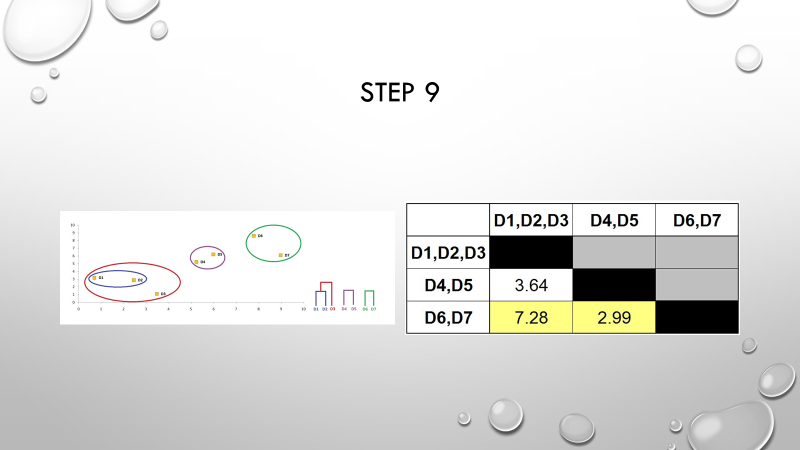 STEP 9
10
9
8
7
6
5
4
3
2
1
0
D6
D5
D7
D4
D1
D2
D3
0 1 2 3 4 5 6 7 8 9 10
D1 D2 D3 D4 D5 D6 D7
D1,D2,D3 D4,D5 D6,D7
D1,D2,D3
D4,D5 3.64
D6,D7 7.28 2.99